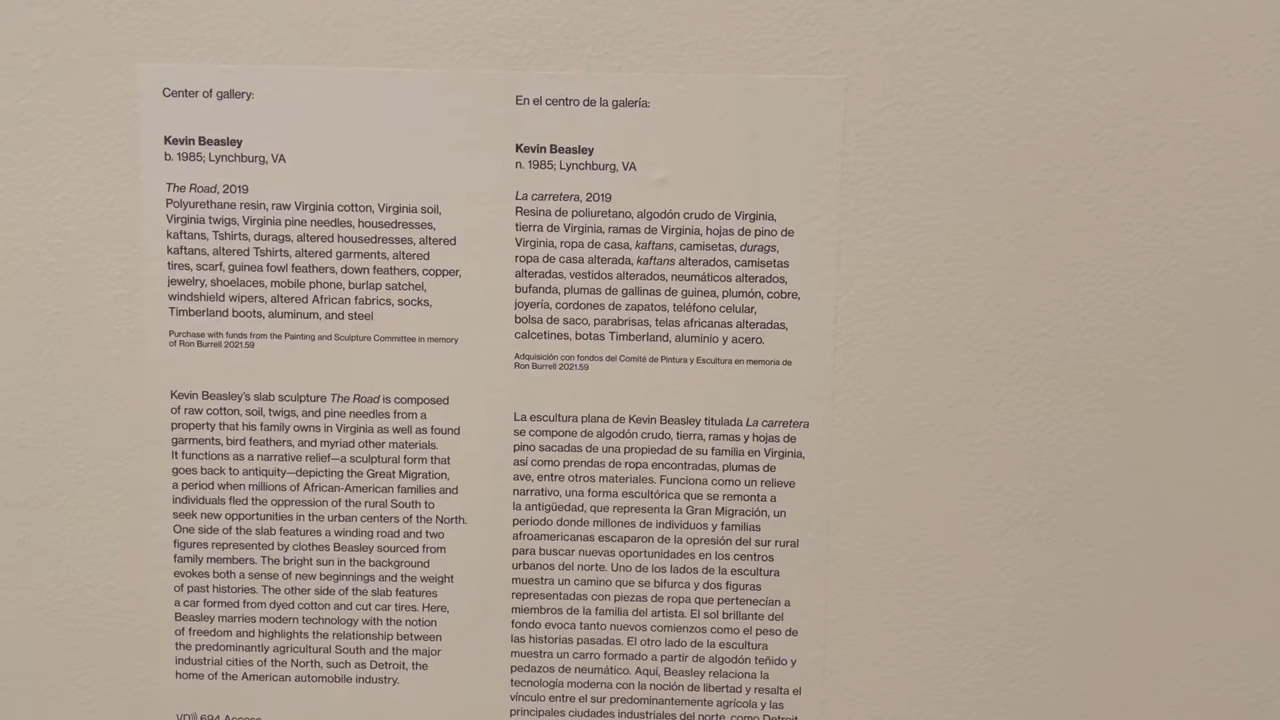 Center of gallery:
Kevin Beasley
b. 1985; Lynchburg, VA
The Road, 2019
Polyurethane resin, raw Virginia cotton, Virginia soil,
Virginia twigs, Virginia pine needles, housedresses,
kaftans, Tshirts, durags, altered housedresses, altered
kaftans, altered Tshirts, altered garments, altered
tires, scarf, guinea fowl feathers, down feathers, copper,
jewelry, shoelaces, mobile phone, burlap satchel,
windshield wipers, altered African fabrics, socks,
Timberland boots, aluminum, and steel
Purchase with funds from the Painting and Sculpture Committee in memory
of Ron Burrell 2021.59
Kevin Beasley's slab sculpture The Road is composed
of raw cotton, soil, twigs, and pine needles from a
property that his family owns in Virginia as well as found
garments, bird feathers, and myriad other materials.
It functions as a narrative relief—a sculptural form that
goes back to antiquity—depicting the Great Migration,
a period when millions of African-American families and
individuals fled the oppression of the rural South to
seek new opportunities in the urban centers of the North.
One side of the slab features a winding road and two
figures represented by clothes Beasley sourced from
family members. The bright sun in the background
evokes both a sense of new beginnings and the weight
of past histories. The other side of the slab features
a car formed from dyed cotton and cut car tires. Here,
Beasley marries modern technology with the notion
of freedom and highlights the relationship between
the predominantly agricultural South and the major
industrial cities of the North, such as Detroit, the
home of the American automobile industry.
En el centro de la galería:
Kevin Beasley
n. 1985; Lynchburg, VA
La carretera, 2019
Resina de poliuretano, algodón crudo de Virginia,
tierra de Virginia, ramas de Virginia, hojas de pino de
Virginia, ropa de casa, kaftans, camisetas, durags,
ropa de casa alterada, kaftans alterados, camisetas
alteradas, vestidos alterados, neumáticos alterados,
bufanda, plumas de gallinas de guinea, plumón, cobre,
joyería, cordones de zapatos, teléfono celular,
bolsa de saco, parabrisas, telas africanas alteradas,
calcetines, botas Timberland, aluminio y acero.
Adquisición con fondos del Comité de Pintura y Escultura en memoria de
Ron Burrell 2021.59
La escultura plana de Kevin Beasley titulada La carretera
se compone de algodón crudo, tierra, ramas y hojas de
pino sacadas de una propiedad de su familia en Virginia,
así como prendas de ropa encontradas, plumas de
ave, entre otros materiales. Funciona como un relieve
narrativo, una forma escultórica que se remonta a
la antigüedad, que representa la Gran Migración, un
periodo donde millones de individuos y familias
afroamericanas escaparon de la opresión del sur rural
para buscar nuevas oportunidades en los centros
urbanos del norte. Uno de los lados de la escultura
muestra un camino que se bifurca y dos figuras
representadas con piezas de ropa que pertenecían a
miembros de la familia del artista. El sol brillante del
fondo evoca tanto nuevos comienzos como el peso de
las historias pasadas. El otro lado de la escultura
muestra un carro formado a partir de algodón teñido y
pedazos de neumático. Aquí, Beasley relaciona la
tecnología moderna con la noción de libertad y resalta el
vínculo entre el sur predominantemente agrícola y las
principales ciudades industriales del norte, como Detroit,